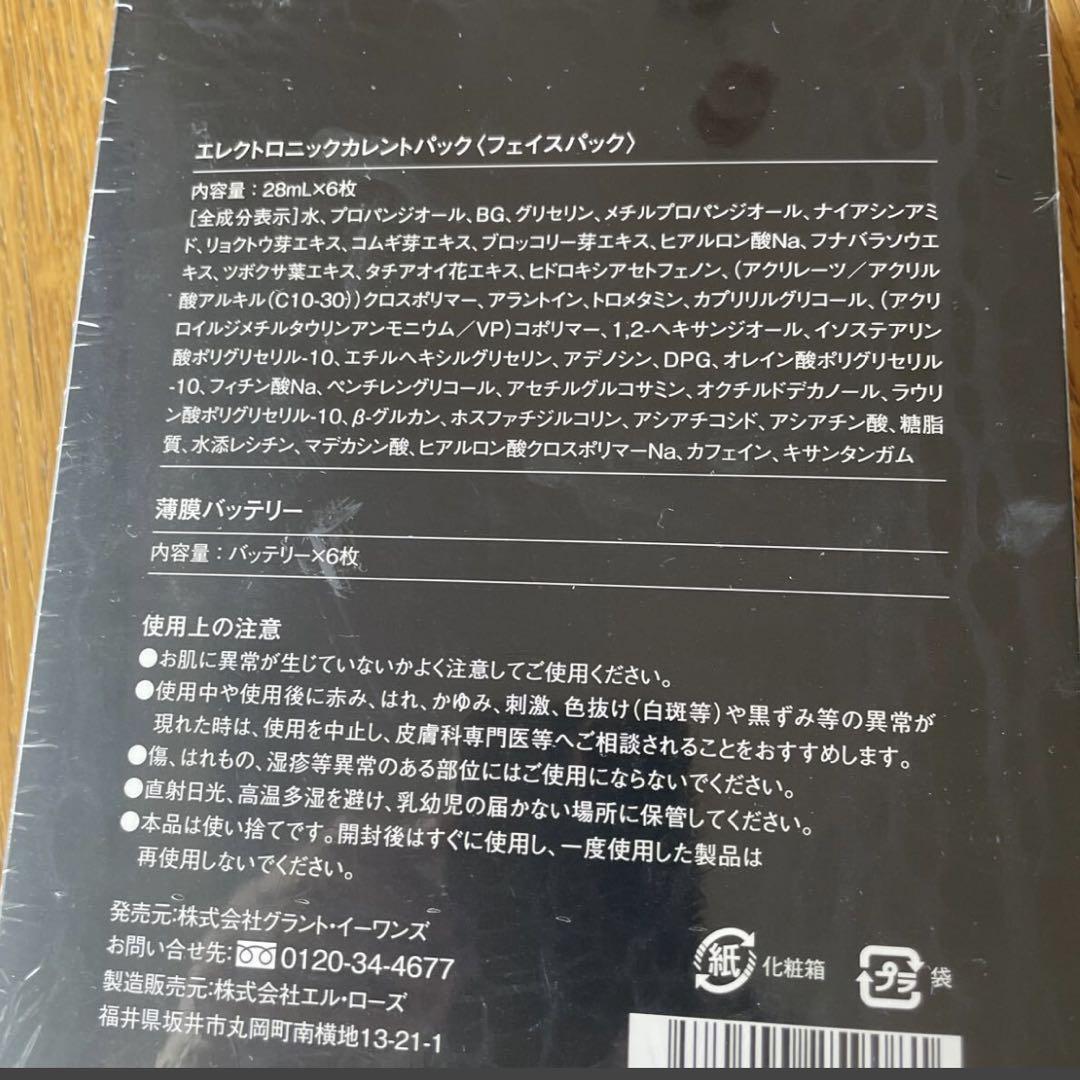 エレクトロニックカレントパック〈フェイスパック〉
内容量：28mL×6枚
[全成分表示]水、プロパンジオール、BG、グリセリン、メチルプロパンジオール、ナイアシンアミ
ド、リョクトウ芽エキス、コムギ芽エキス、ブロッコリー芽エキス、ヒアルロン酸Na、フナバラソウエ
キス、ツボクサ葉エキス、タチアオイ花エキス、ヒドロキシアセトフェノン、（アクリレーツ／アクリル
酸アルキル（C10-30））クロスポリマー、アラントイン、トロメタミン、カプリリルグリコール、（アクリ
ロイルジメチルタウリンアンモニウム／VP）コポリマー、1,2-ヘキサンジオール、イソステアリン
酸ポリグリセリル-10、エチルヘキシルグリセリン、アデノシン、DPG、オレイン酸ポリグリセリル
-10、フィチン酸Na、ペンチレングリコール、アセチルグルコサミン、オクチルドデカノール、ラウリ
ン酸ポリグリセリル-10、β-グルカン、ホスファチジルコリン、アシアチコシド、アシアチン酸、糖脂
質、水添レシチン、マデカシン酸、ヒアルロン酸クロスポリマーNa、カフェイン、キサンタンガム
薄膜バッテリー
内容量：バッテリー×6枚
使用上の注意
●お肌に異常が生じていないかよく注意してご使用ください。
●使用中や使用後に赤み、はれ、かゆみ、刺激、色抜け（白斑等）や黒ずみ等の異常が
現れた時は、使用を中止し、皮膚科専門医等へご相談されることをおすすめします。
●傷、はれもの、湿疹等異常のある部位にはご使用にならないでください。
●直射日光、高温多湿を避け、乳幼児の届かない場所に保管してください。
●本品は使い捨てです。開封後はすぐに使用し、一度使用した製品は
再使用しないでください。
発売元:株式会社グラント・イーワンズ
お問い合せ先:0120-34-4677
製造販売元:株式会社エル・ローズ
福井県坂井市丸岡町南横地13-21-1
紙 化粧箱
プラ 袋